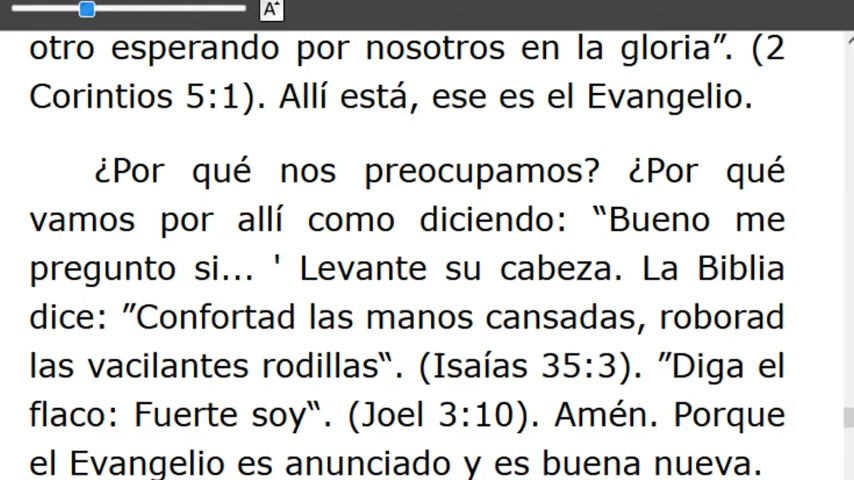 A
otro esperando por nosotros en la gloria”. (2
Corintios 5:1). Allí está, ese es el Evangelio.
¿Por qué nos preocupamos? ¿Por qué
vamos por allí como diciendo: “Bueno me
pregunto si... ' Levante su cabeza. La Biblia
dice: ”Confortad las manos cansadas, roborad
las vacilantes rodillas“. (Isaías 35:3). ”Diga el
flaco: Fuerte soy“. (Joel 3:10). Amén. Porque
el Evangelio es anunciado y es buena nueva.